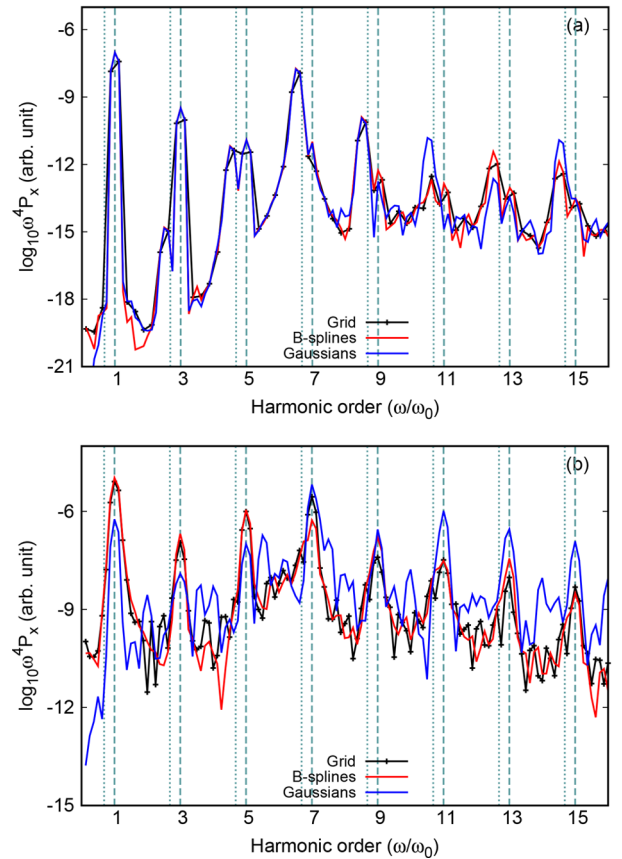 (a)
-6
-9
-12
-15
-18
-21
log₁₀ω⁴Pₓ (arb. unit)
Grid
B-splines
Gaussians
1 3 5 7 9 11 13 15
Harmonic order (ω/ω₀)
(b)
-6
-9
-12
-15
log₁₀ω⁴Pₓ (arb. unit)
Grid
B-splines
Gaussians
1 3 5 7 9 11 13 15
Harmonic order (ω/ω₀)